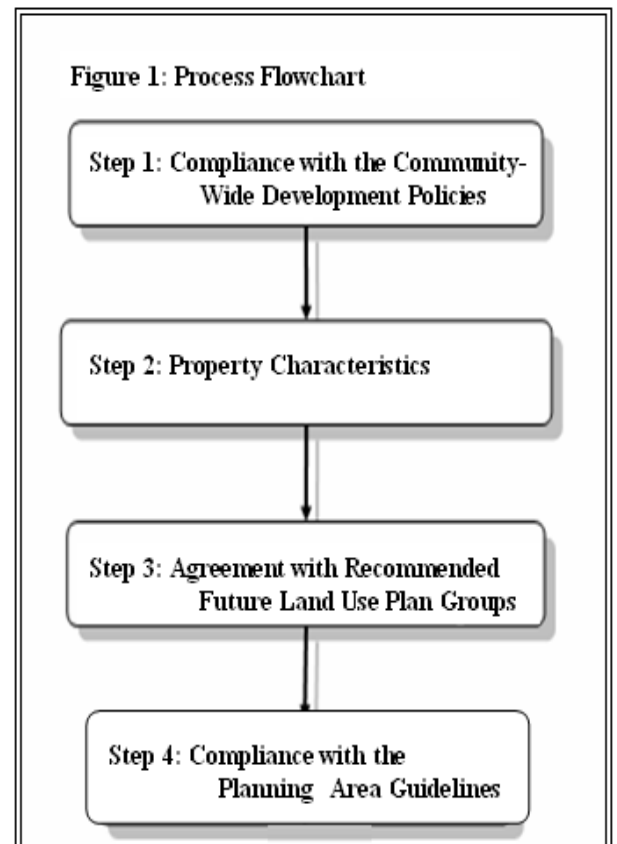 Figure 1: Process Flowchart
Step 1: Compliance with the Community-
Wide Development Policies
Step 2: Property Characteristics
Step 3: Agreement with Recommended
Future Land Use Plan Groups
Step 4: Compliance with the
Planning Area Guidelines